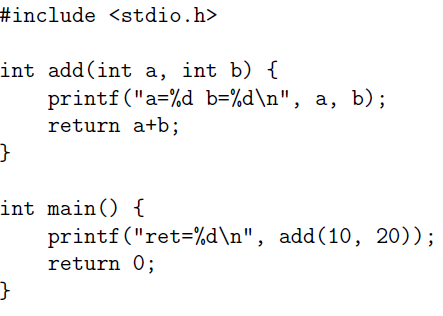 #include <stdio.h>

int add(int a, int b) {
    printf("a=%d b=%d\n", a, b);
    return a+b;
}

int main() {
    printf("ret=%d\n", add(10, 20));
    return 0;
}